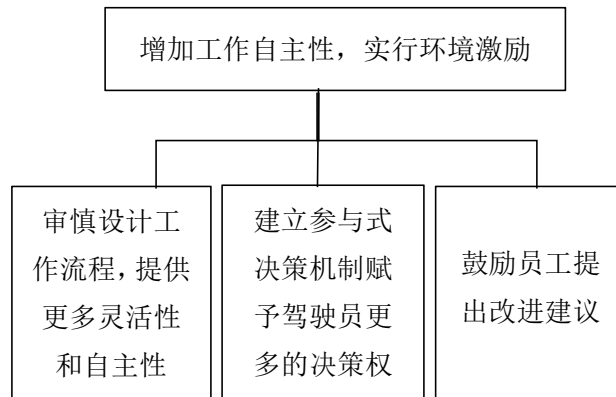 增加工作自主性，实行环境激励
审慎设计工
作流程，提供
更多灵活性
和自主性
建立参与式
决策机制赋
予驾驶员更
多的决策权
鼓励员工提
出改进建议